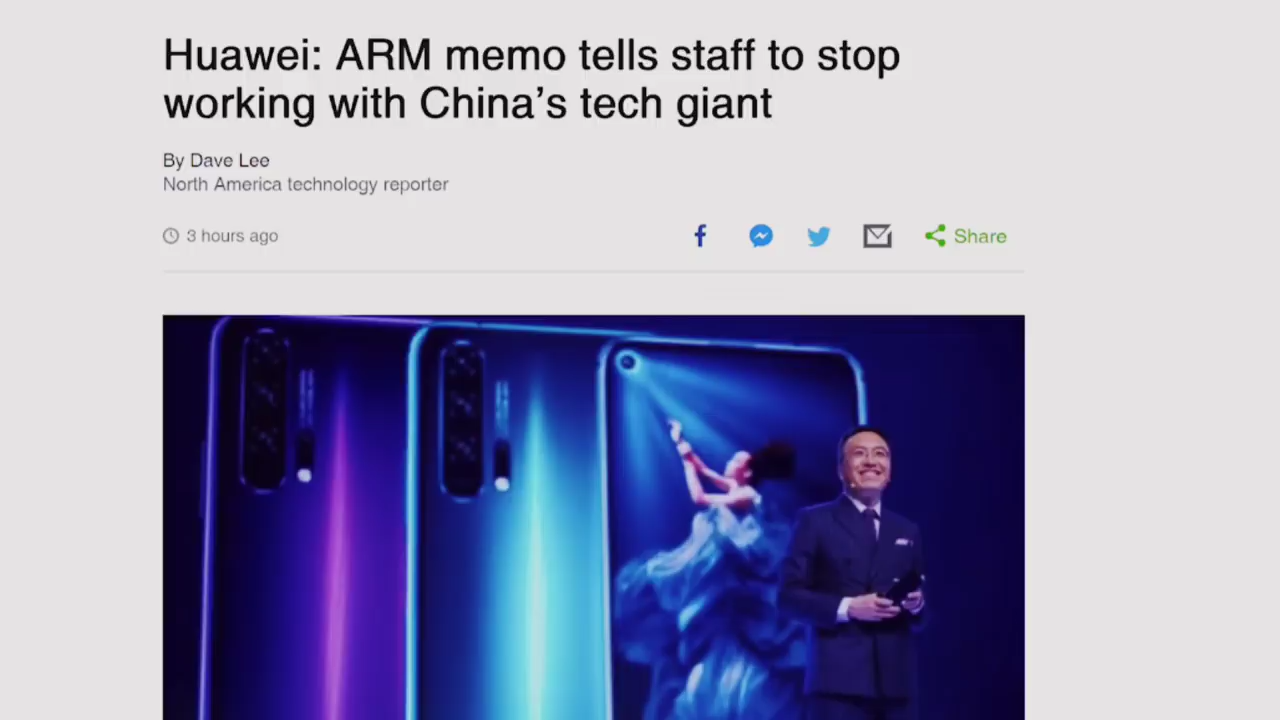 Huawei: ARM memo tells staff to stop
working with China's tech giant
By Dave Lee
North America technology reporter
3 hours ago
Share